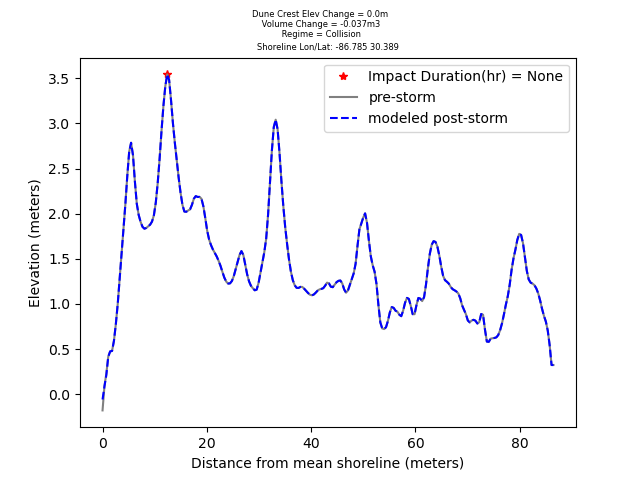 Dune Crest Elev Change = 0.0m
Volume Change = -0.037m3
Regime = Collision
Shoreline Lon/Lat: -86.785 30.389
Impact Duration(hr) = None
pre-storm
modeled post-storm
Elevation (meters)
3.5
3.0
2.5
2.0
1.5
1.0
0.5
0.0
0 20 40 60 80
Distance from mean shoreline (meters)